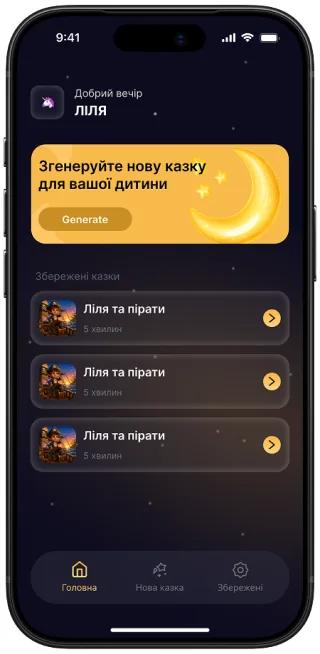 9:41
Добрий вечір
ЛІЛЯ
Згенеруйте нову казку
для вашої дитини
Generate
Збережені казки
Ліля та пірати
5 хвилин
Ліля та пірати
5 хвилин
Ліля та пірати
5 хвилин
Головна
Нова казка
Збережені